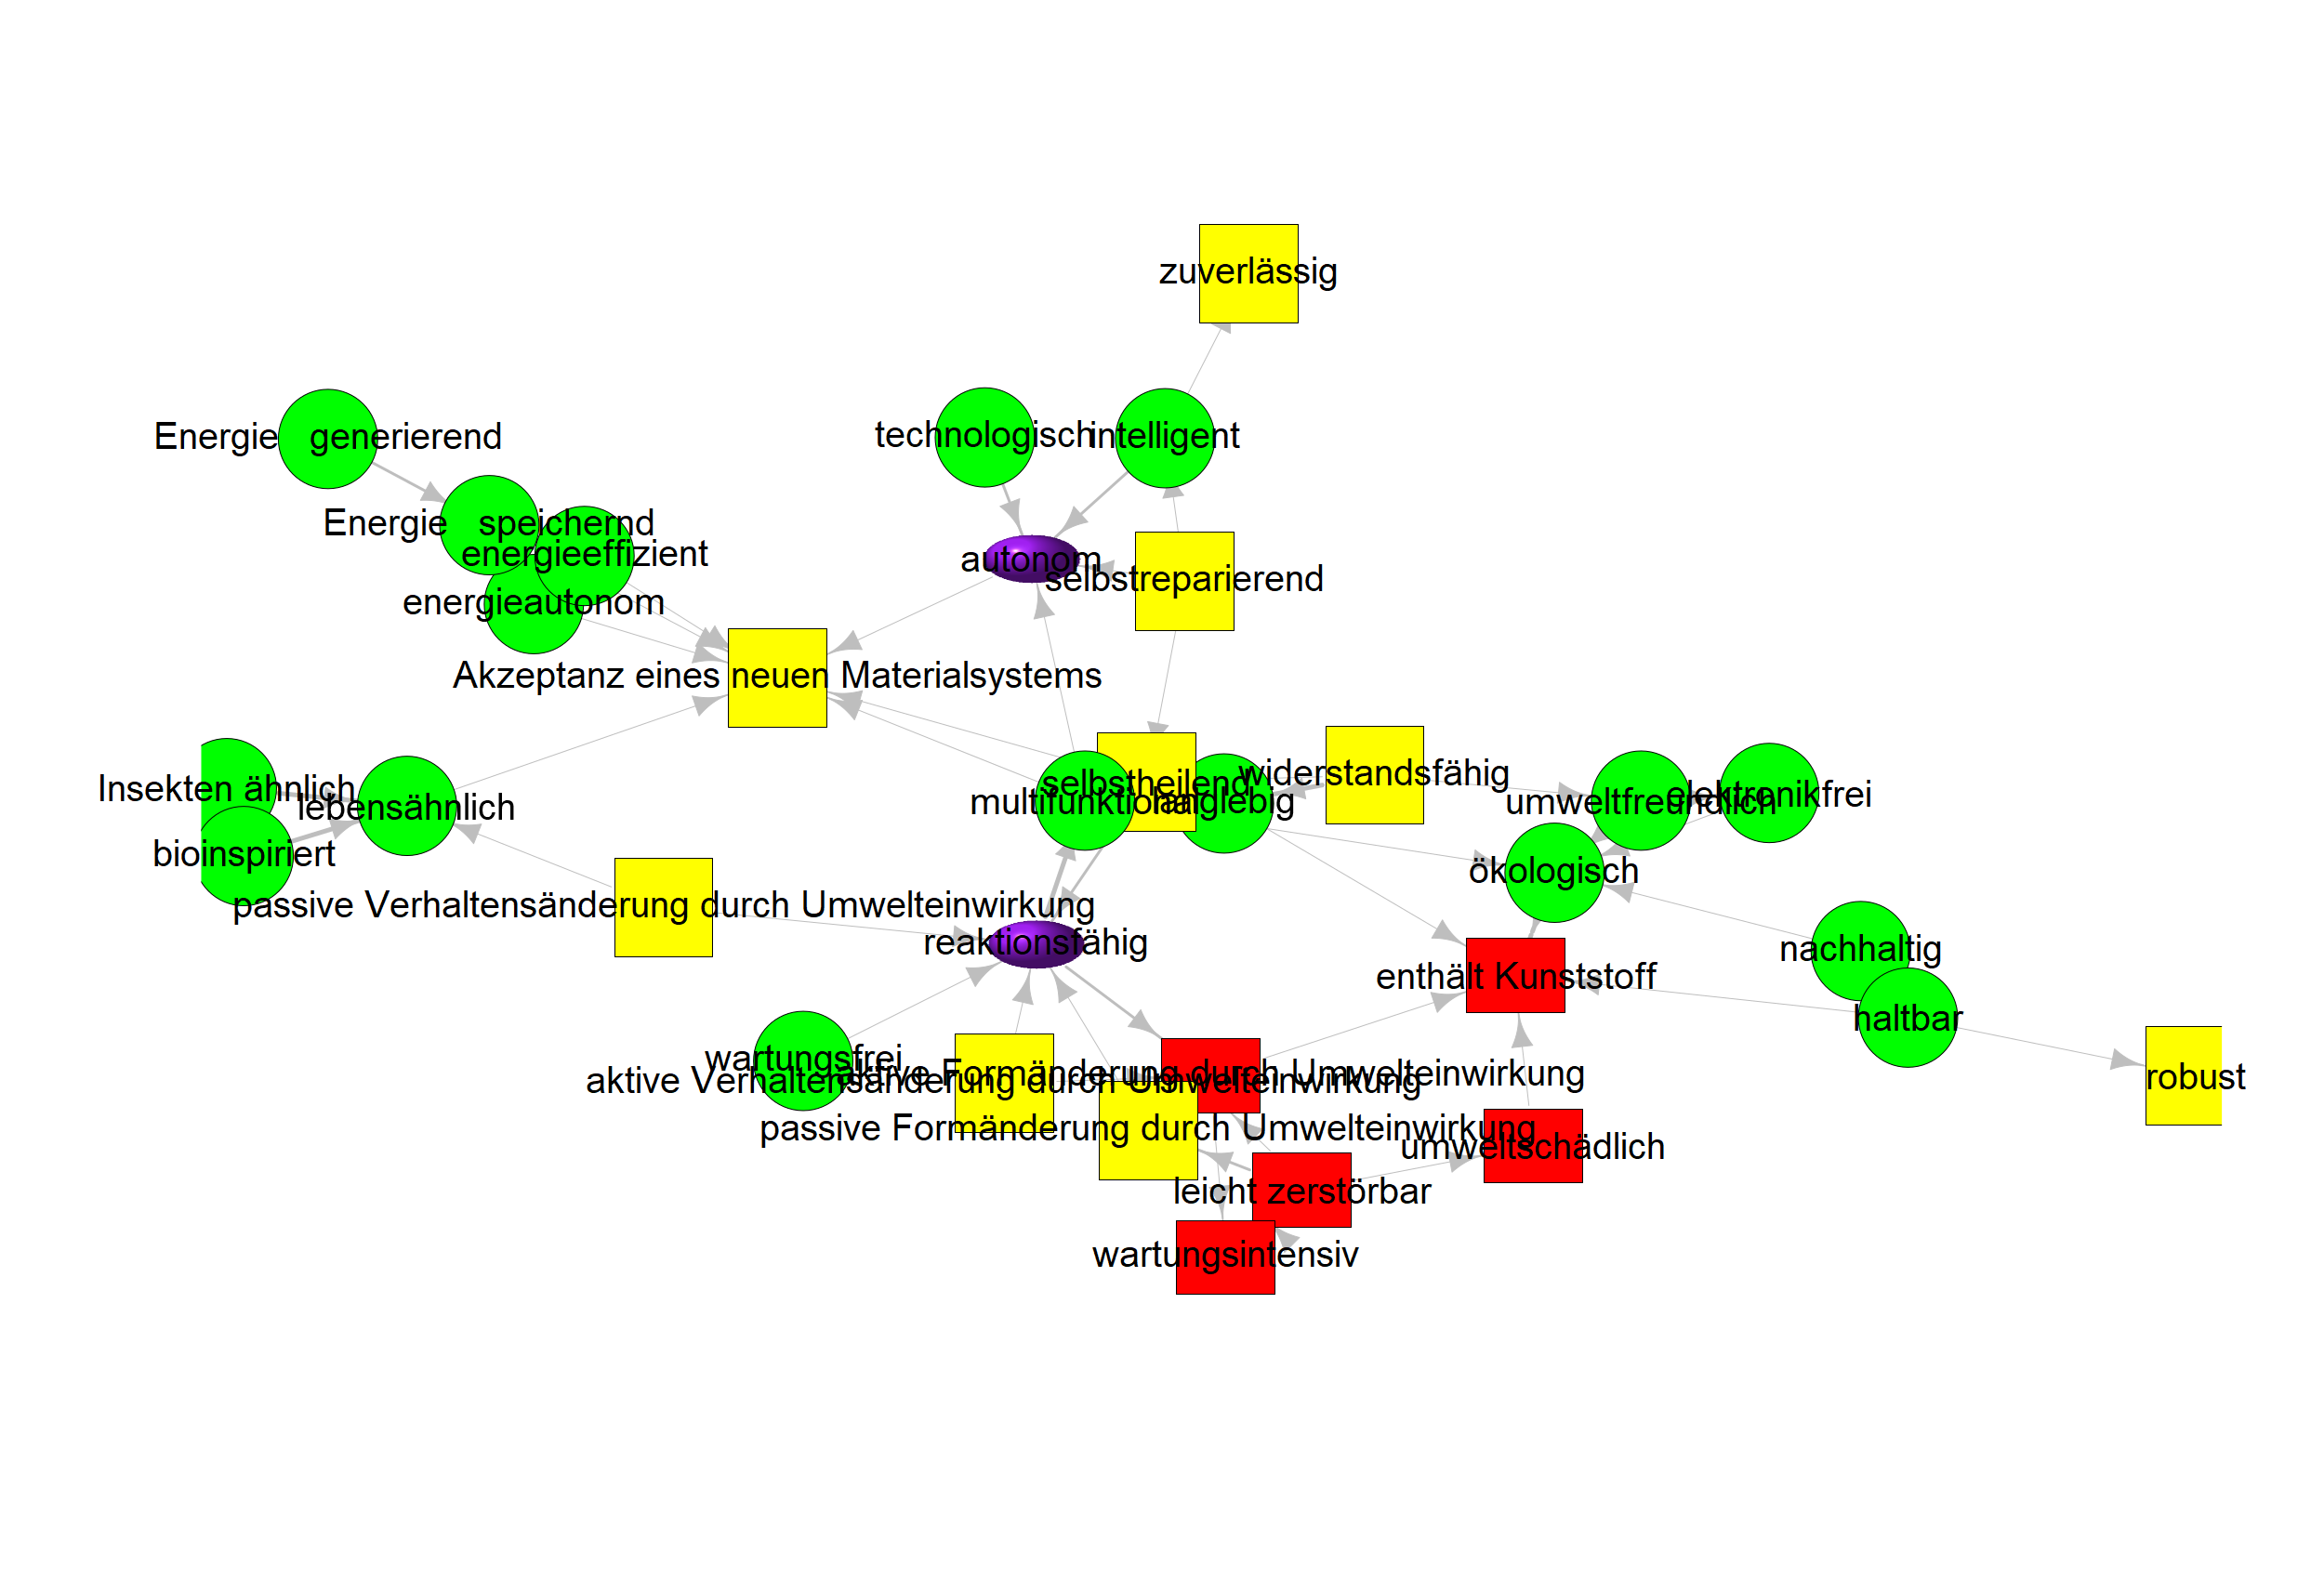 zuverlässig
Energie generierend
technologisch
intelligent
Energie speichernd
energieeffizient
autonom
selbstreparierend
energieautonom
Akzeptanz eines neuen Materialsystems
widerstandsfähig
selbstheilend
Insekten ähnlich
lebensähnlich
multifunktional
langlebig
umweltfreundlich
elektronikfrei
bioinspiriert
ökologisch
passive Verhaltensänderung durch Umwelteinwirkung
reaktionsfähig
nachhaltig
enthält Kunststoff
haltbar
wartungsfrei
aktive Formänderung durch Umwelteinwirkung
aktive Verhaltensänderung durch Umwelteinwirkung
robust
passive Formänderung durch Umwelteinwirkung
umweltschädlich
leicht zerstörbar
wartungsintensiv